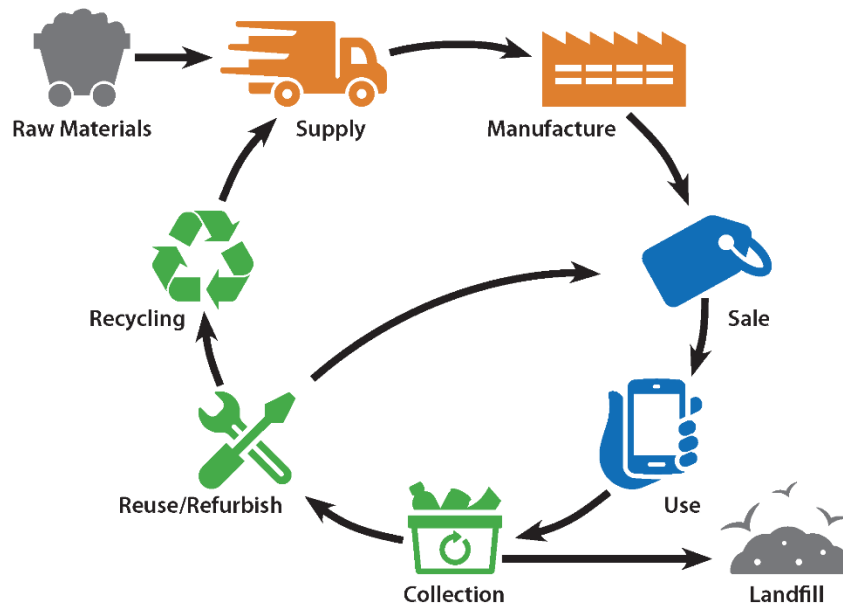 Raw Materials
Supply
Manufacture
Recycling
Sale
Reuse/Refurbish
Use
Collection
Landfill